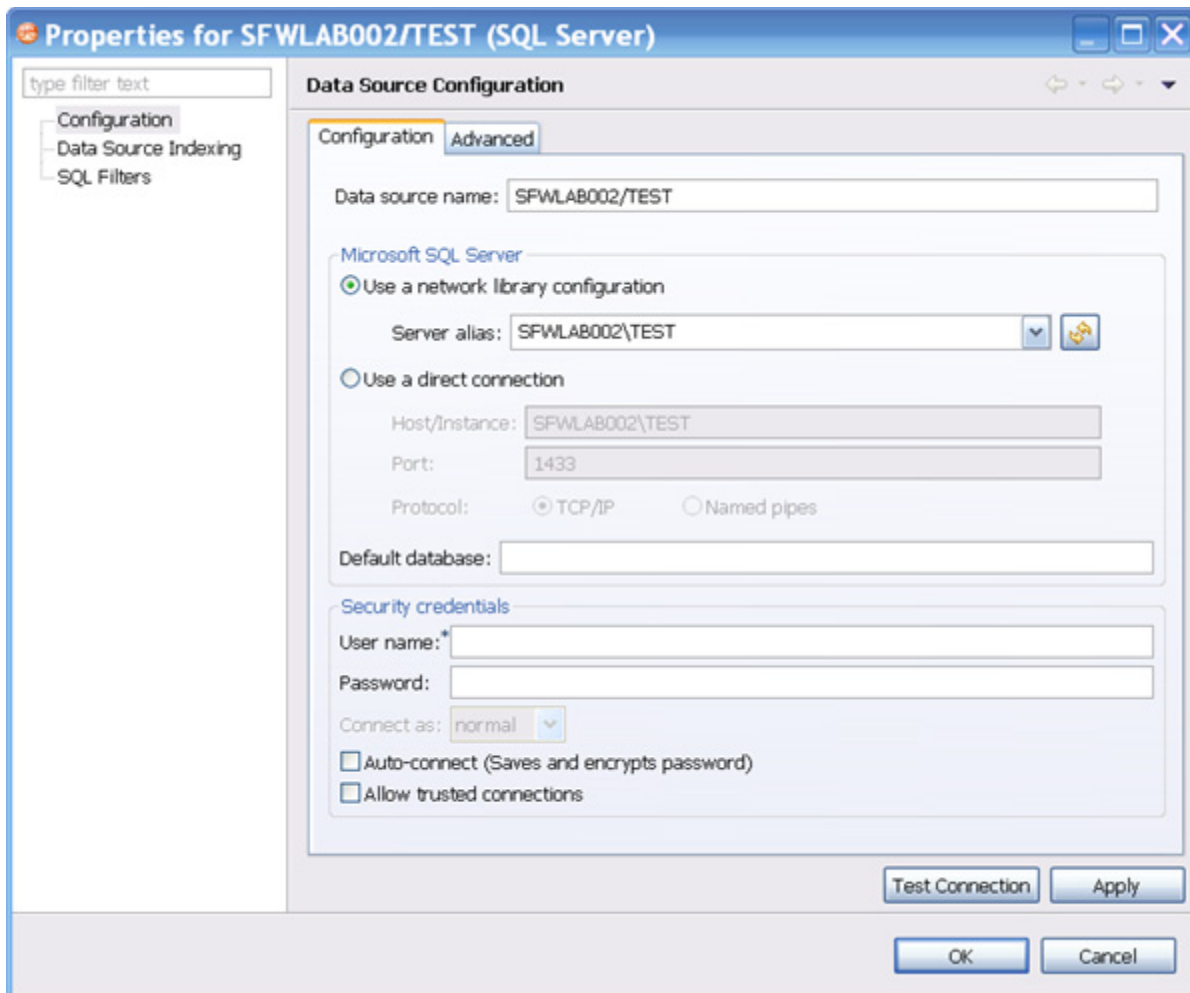 Properties for SFWLAB002/TEST (SQL Server)
type filter text
Configuration
Data Source Indexing
SQL Filters
Data Source Configuration
Configuration
Advanced
Data source name: SFWLAB002/TEST
Microsoft SQL Server
Use a network library configuration
Server alias: SFWLAB002\TEST
Use a direct connection
Host/Instance: SFWLAB002\TEST
Port: 1433
Protocol: TCP/IP Named pipes
Default database:
Security credentials
User name:*
Password:
Connect as: normal
Auto-connect (Saves and encrypts password)
Allow trusted connections
Test Connection Apply
OK Cancel